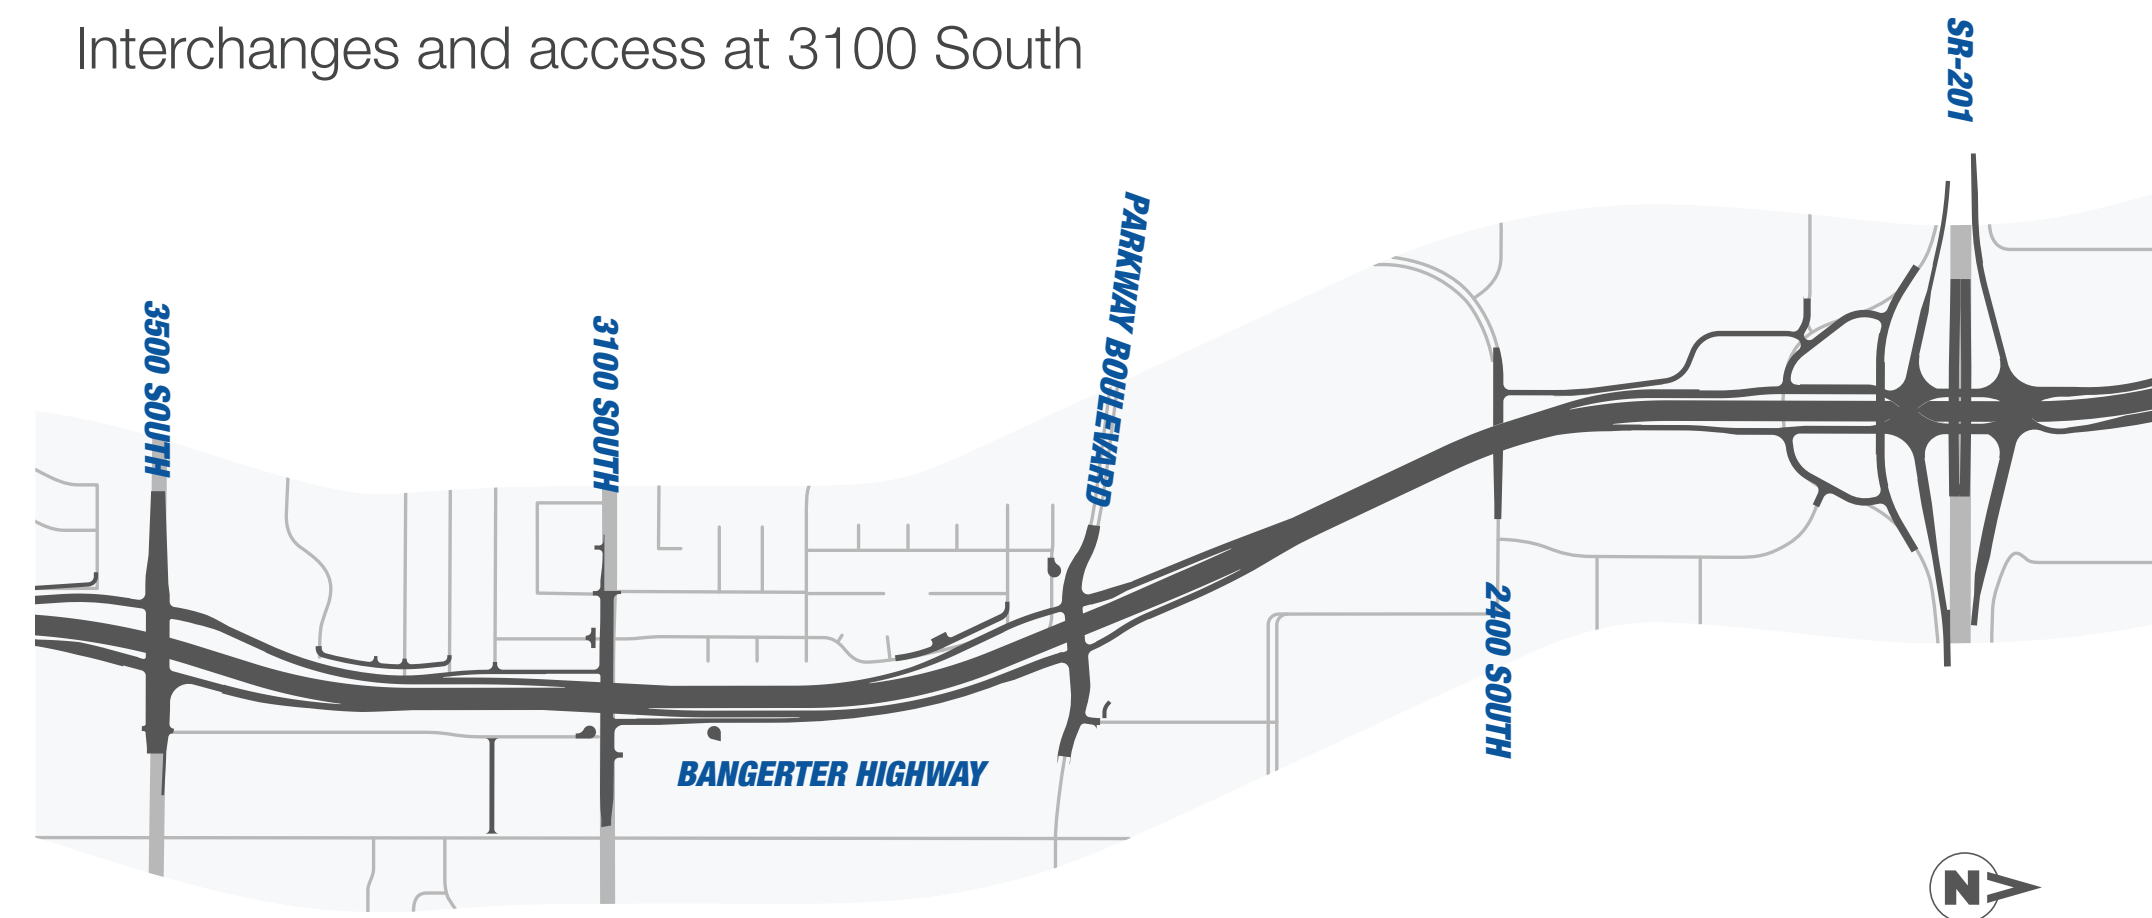 Interchanges and access at 3100 South
SR-201
PARKWAY BOULEVARD
3500 SOUTH
3100 SOUTH
2400 SOUTH
BANGERTER HIGHWAY
N